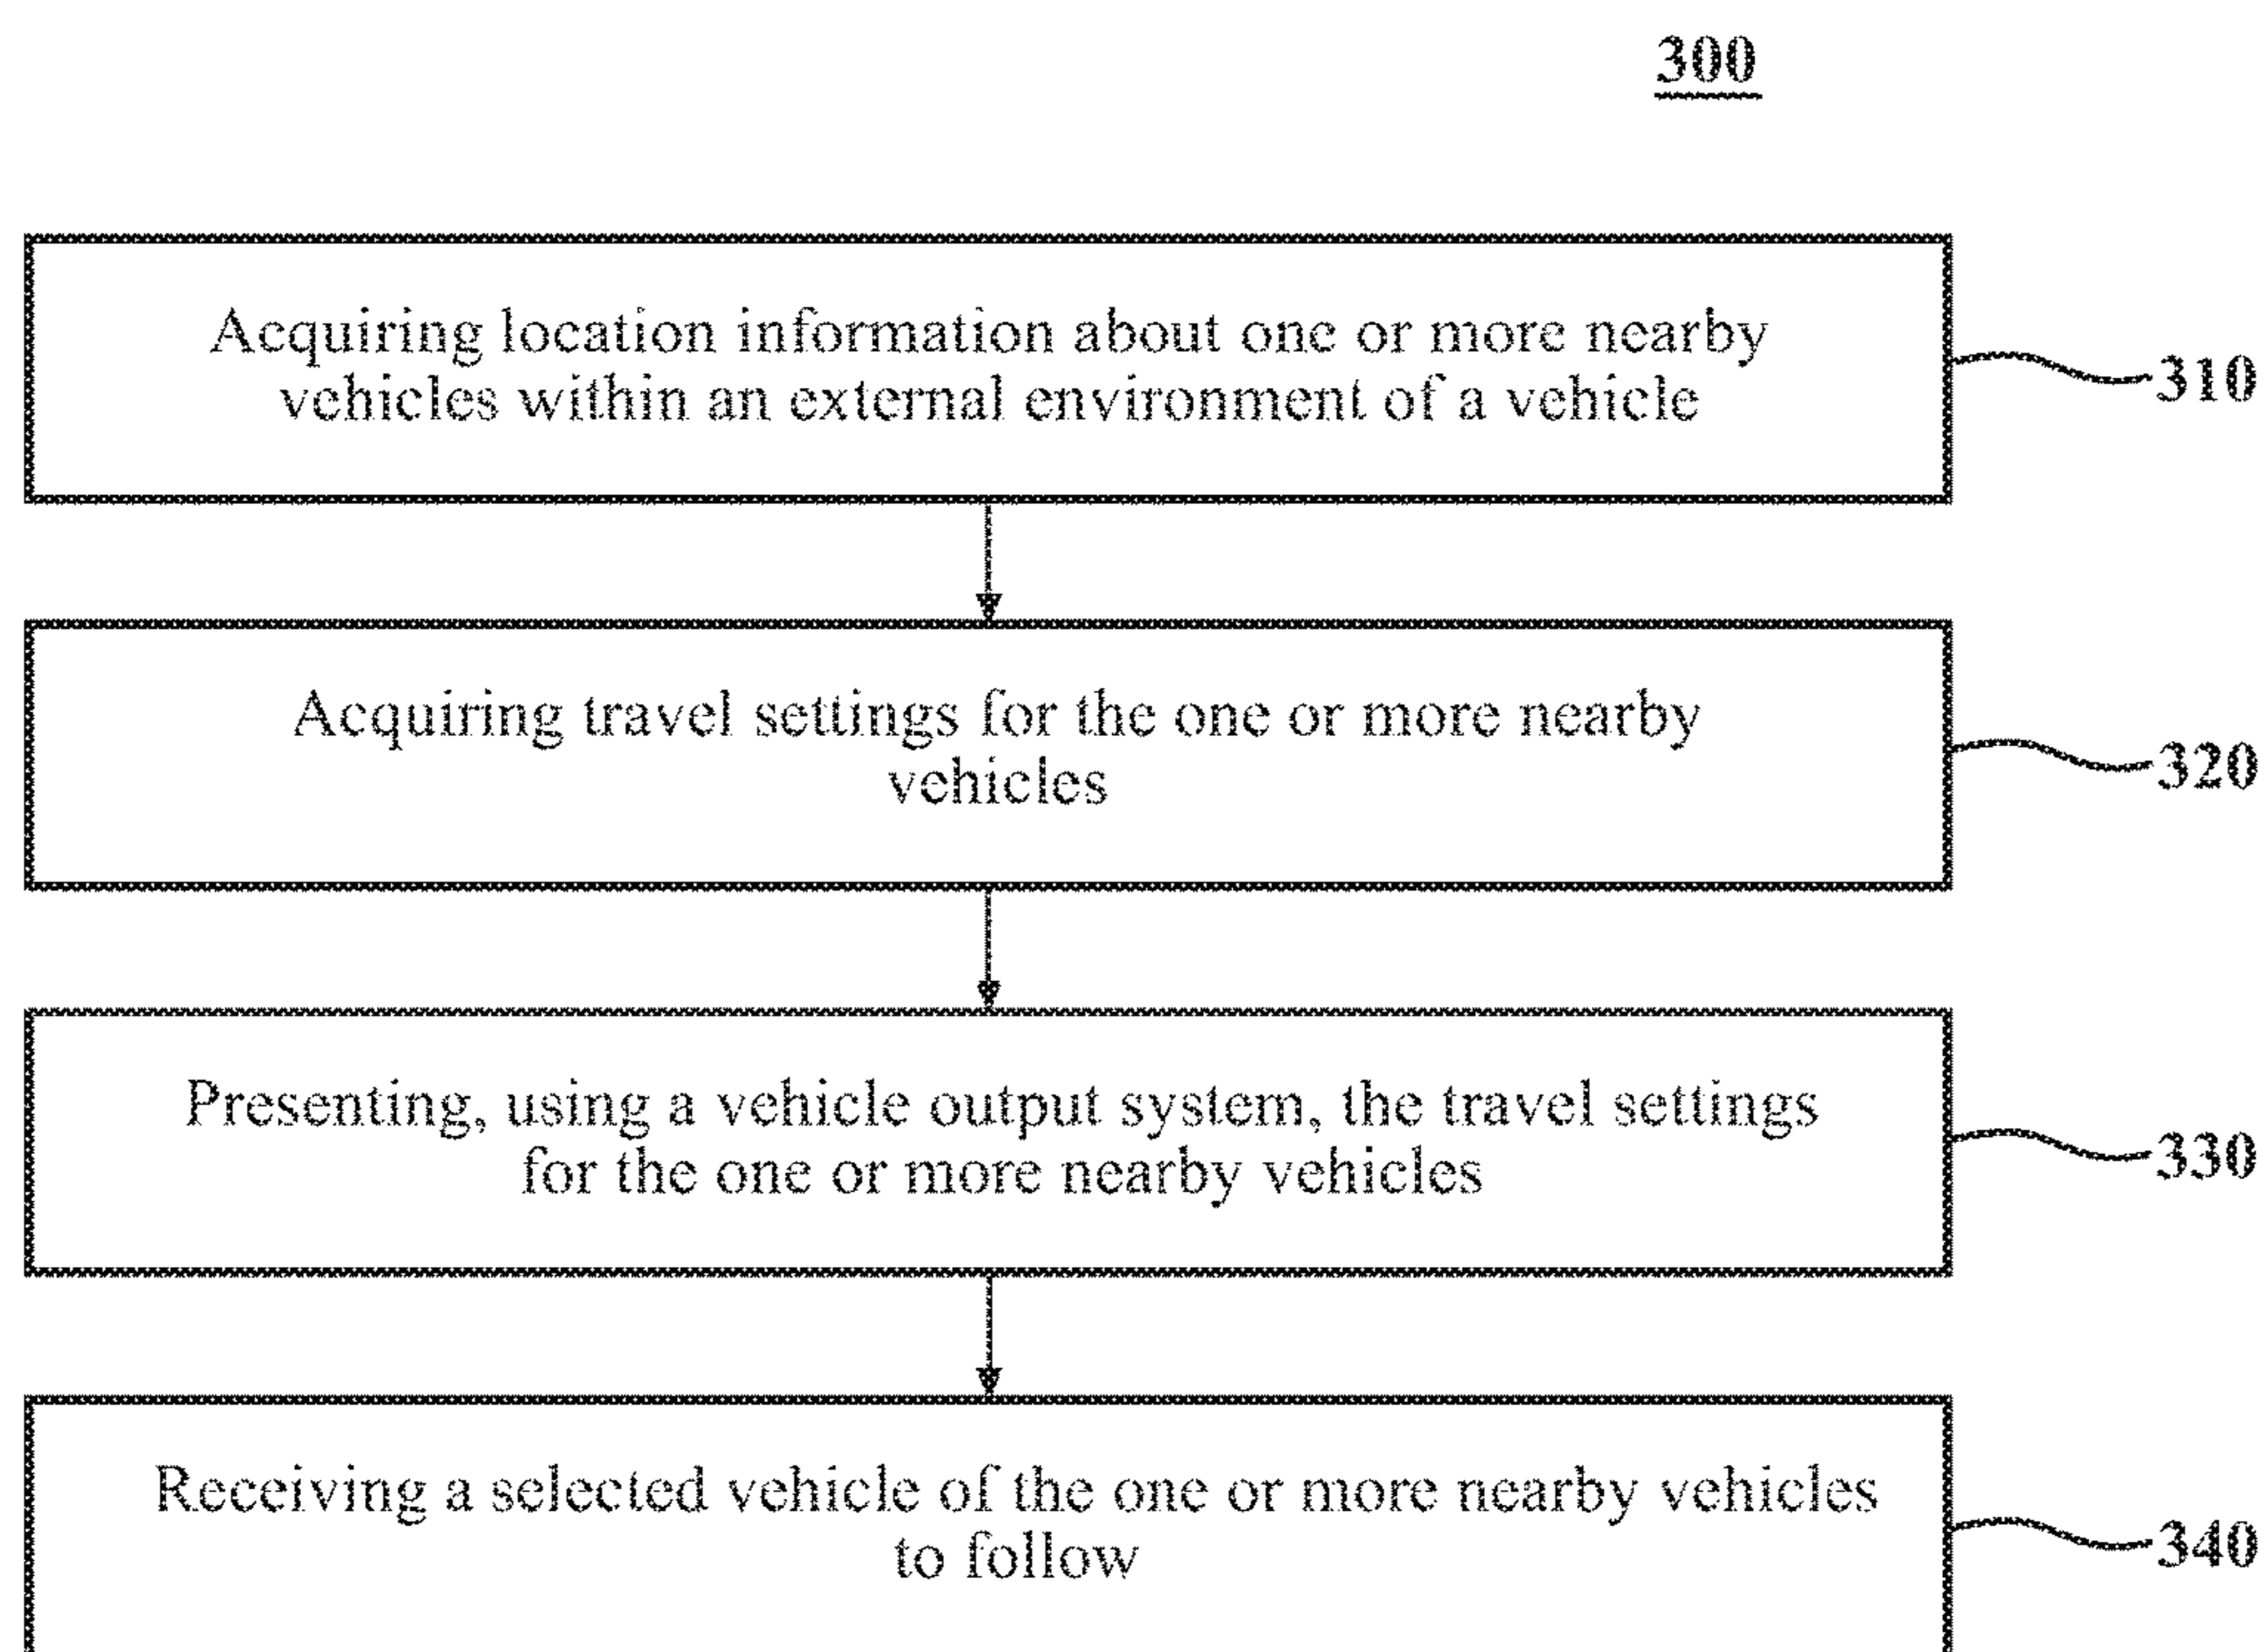 300
Acquiring location information about one or more nearby
vehicles within an external environment of a vehicle
310
Acquiring travel settings for the one or more nearby
vehicles
320
Presenting, using a vehicle output system, the travel settings
for the one or more nearby vehicles
330
Receiving a selected vehicle of the one or more nearby vehicles
to follow
340